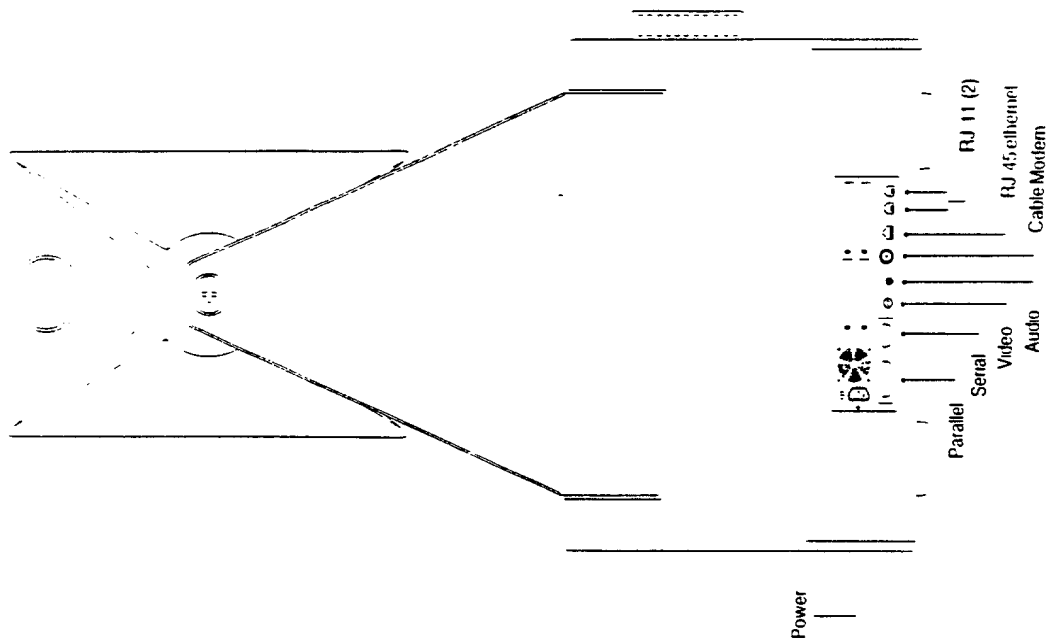 RJ 11 (2)
RJ 45 ethernet
Cable Modem
Audio
Video
Serial
Parallel
Power